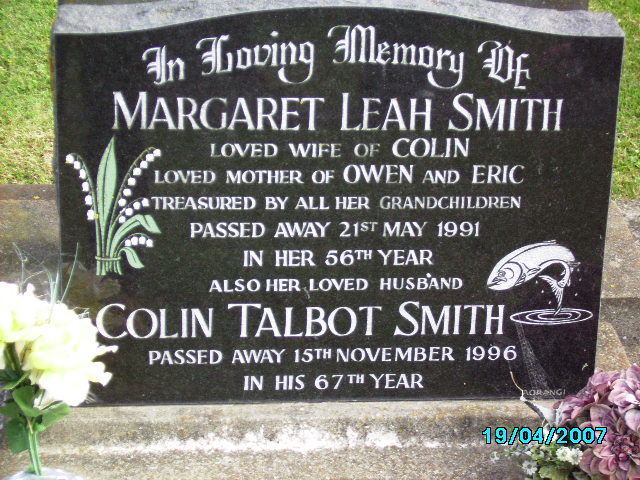 In Loving Memory Of
MARGARET LEAH SMITH
LOVED WIFE OF COLIN
LOVED MOTHER OF OWEN AND ERIC
TREASURED BY ALL HER GRANDCHILDREN
PASSED AWAY 21ST MAY 1991
IN HER 56TH YEAR
ALSO HER LOVED HUSBAND
COLIN TALBOT SMITH
PASSED AWAY 15TH NOVEMBER 1996
IN HIS 67TH YEAR
AORANGI
19/04/2007